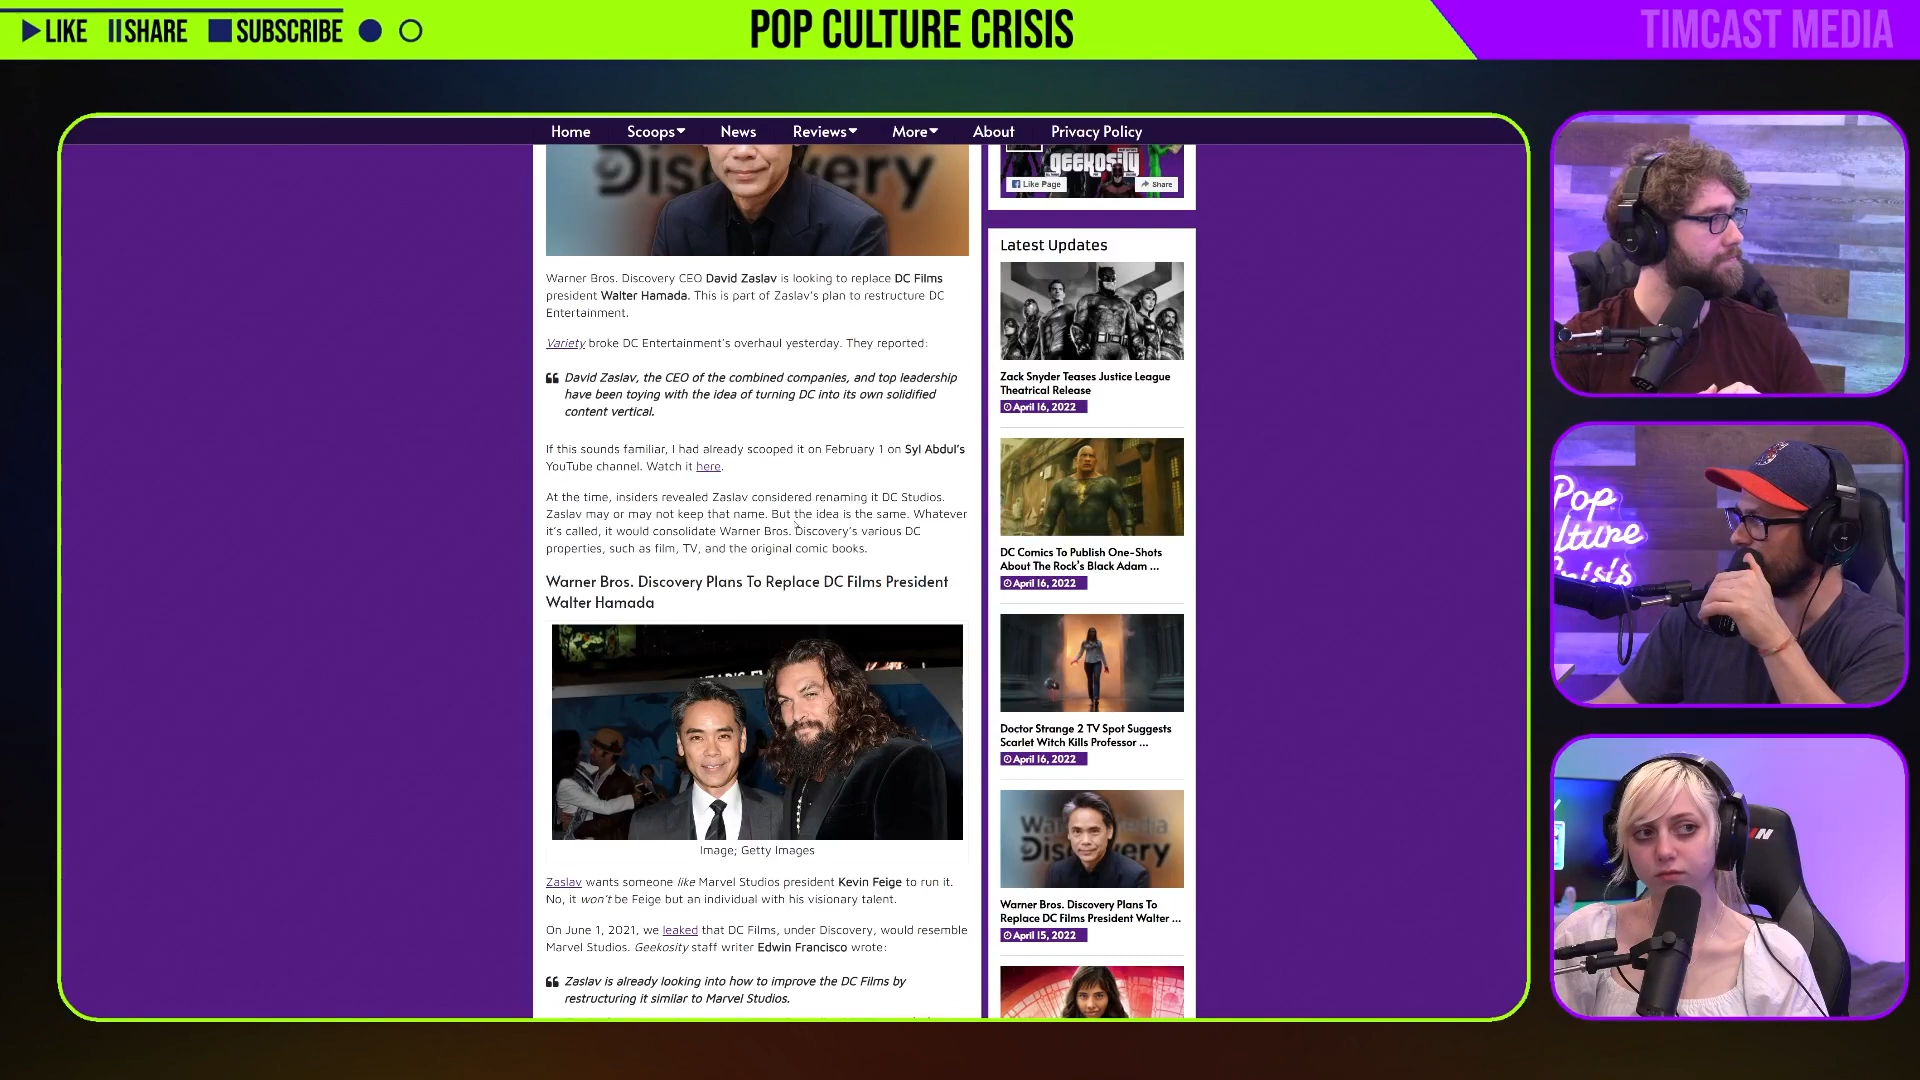 LIKE SHARE SUBSCRIBE
POP CULTURE CRISIS
TIMCAST MEDIA
Home Scoops News Reviews More About Privacy Policy
Discovery
Warner Bros. Discovery CEO David Zaslav is looking to replace DC Films
president Walter Hamada. This is part of Zaslav's plan to restructure DC
Entertainment.
Variety broke DC Entertainment's overhaul yesterday. They reported:
David Zaslav, the CEO of the combined companies, and top leadership
have been toying with the idea of turning DC into its own solidified
content vertical.
If this sounds familiar, I had already scooped it on February 1 on Syl Abdul's
YouTube channel. Watch it here.
At the time, insiders revealed Zaslav considered renaming it DC Studios.
Zaslav may or may not keep that name. But the idea is the same. Whatever
it's called, it would consolidate Warner Bros. Discovery's various DC
properties, such as film, TV, and the original comic books.
Warner Bros. Discovery Plans To Replace DC Films President
Walter Hamada
Image; Getty Images
Zaslav wants someone like Marvel Studios president Kevin Feige to run it.
No, it won't be Feige but an individual with his visionary talent.
On June 1, 2021, we leaked that DC Films, under Discovery, would resemble
Marvel Studios. Geekosity staff writer Edwin Francisco wrote:
Zaslav is already looking into how to improve the DC Films by
restructuring it similar to Marvel Studios.
GEEKOSITY
Like Page Share
Latest Updates
Zack Snyder Teases Justice League
Theatrical Release
April 16, 2022
DC Comics To Publish One-Shots
About The Rock's Black Adam ...
April 16, 2022
Doctor Strange 2 TV Spot Suggests
Scarlet Witch Kills Professor ...
April 16, 2022
Warner Bros. Discovery Plans To
Replace DC Films President Walter ...
April 15, 2022
Pop
Culture
Crisis